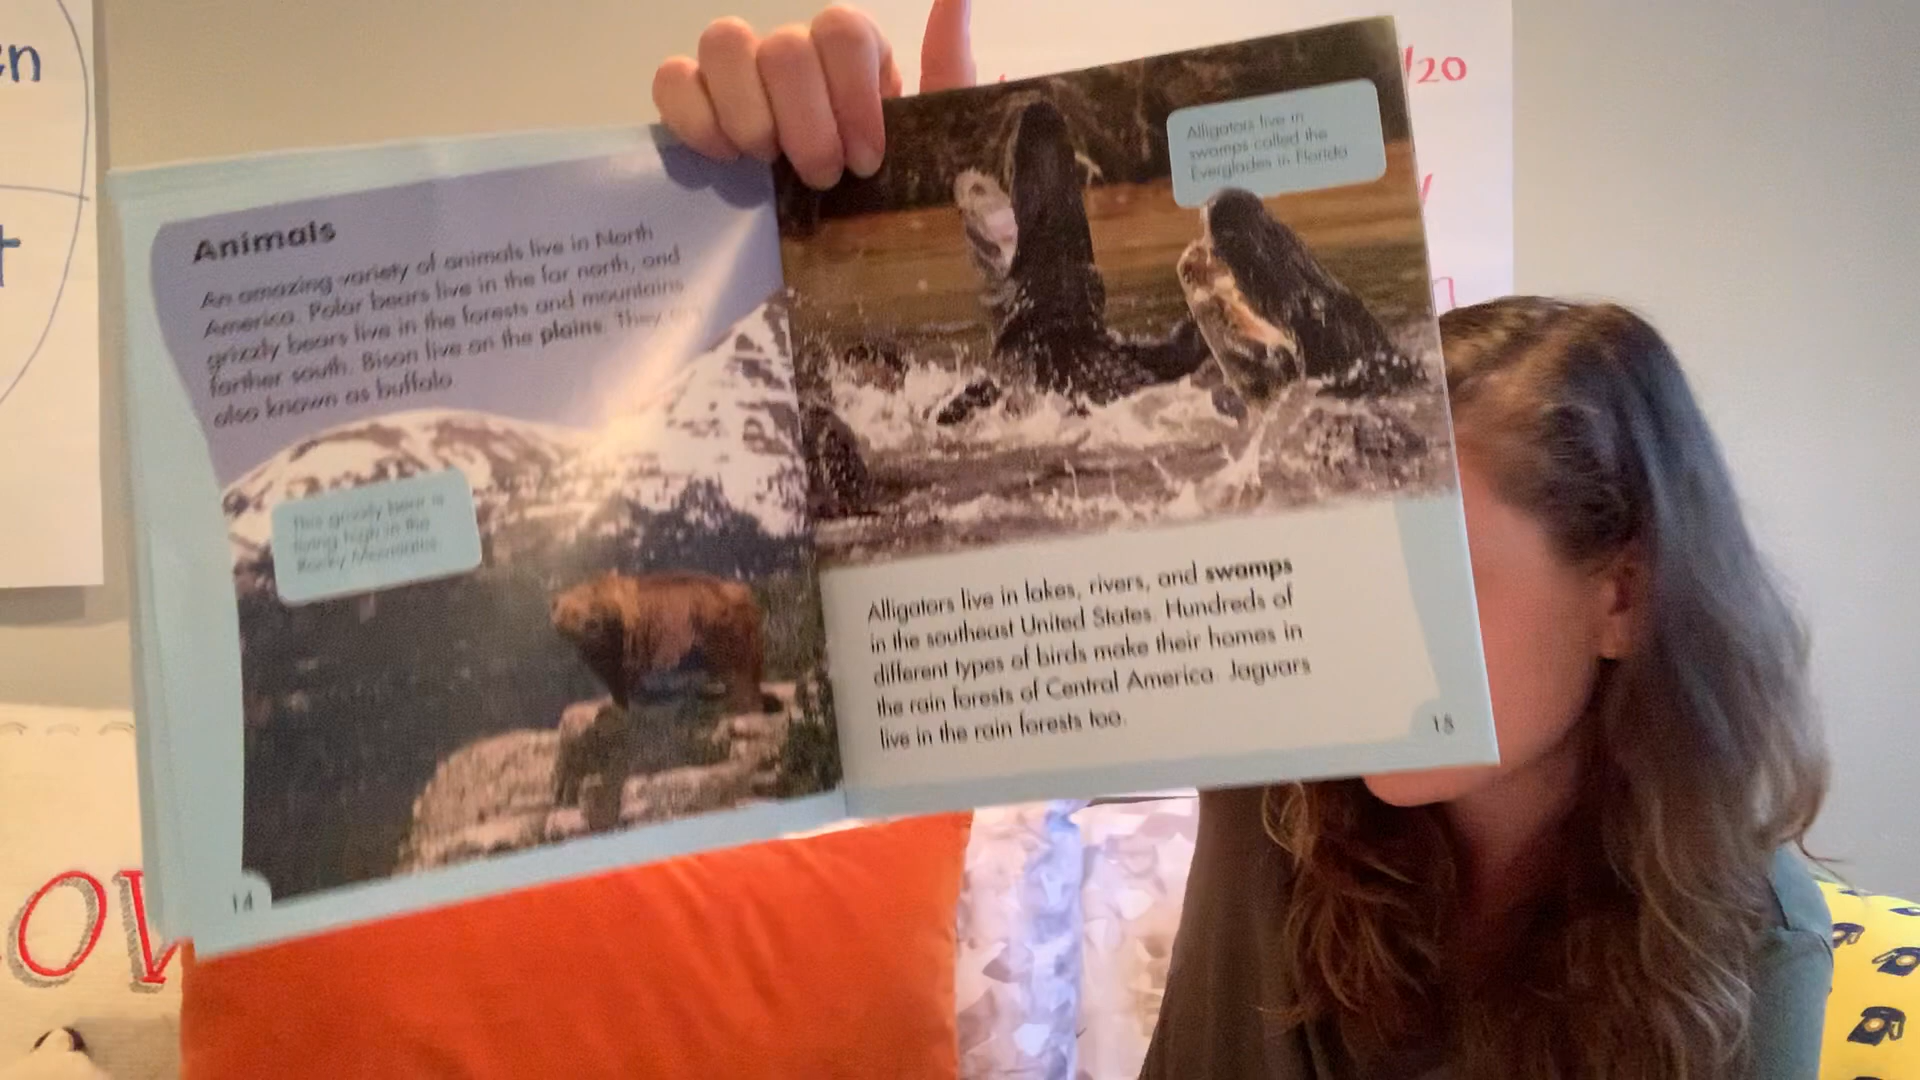 en
t
/20
Animals
An amazing variety of animals live in North
America. Polar bears live in the far north, and
grizzly bears live in the forests and mountains
farther south. Bison live on the plains. They are
also known as buffalo.
This grizzly bear is
living high in the
Rocky Mountains.
14
Alligators live in
swamps called the
Everglades in Florida.
Alligators live in lakes, rivers, and swamps
in the southeast United States. Hundreds of
different types of birds make their homes in
the rain forests of Central America. Jaguars
live in the rain forests too.
15
OV